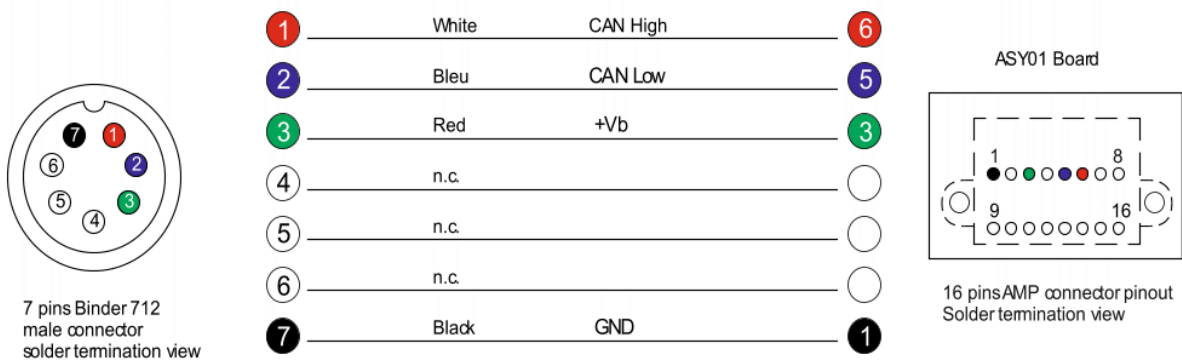 1 White CAN High 6
2 Bleu CAN Low 5
3 Red +Vb 3
4 n.c.
5 n.c.
6 n.c.
7 Black GND 1
7 1
6 2
5 3
4
7 pins Binder 712
male connector
solder termination view
ASY01 Board
1 8
9 16
16 pins AMP connector pinout
Solder termination view